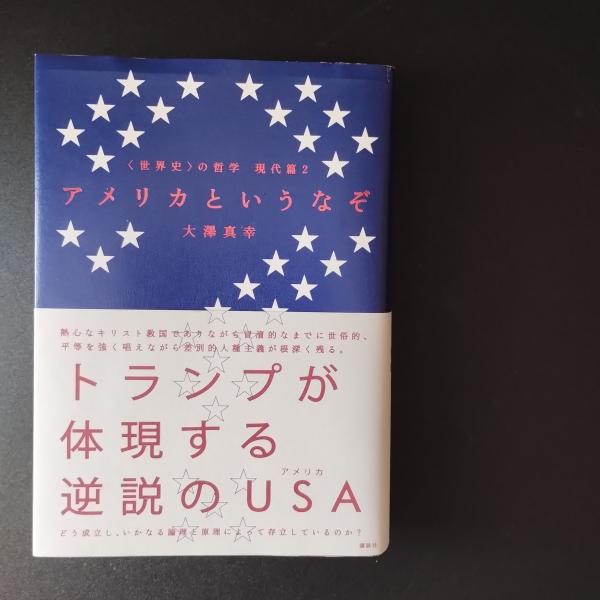 〈世界史〉の哲学 現代篇2
アメリカというなぞ
大澤真幸
熱心なキリスト教国でありながら冒瀆的なまでに世俗的、
平等を強く唱えながら差別的人種主義が根深く残る。
トランプが
体現する
アメリカ
逆説のUSA
どう成立し、いかなる論理と原理によって存立しているのか？
講談社